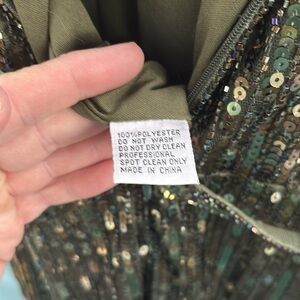 100%POLYESTER
DO NOT WASH
DO NOT DRY CLEAN
PROFESSIONAL
SPOT CLEAN ONLY
MADE IN CHINA